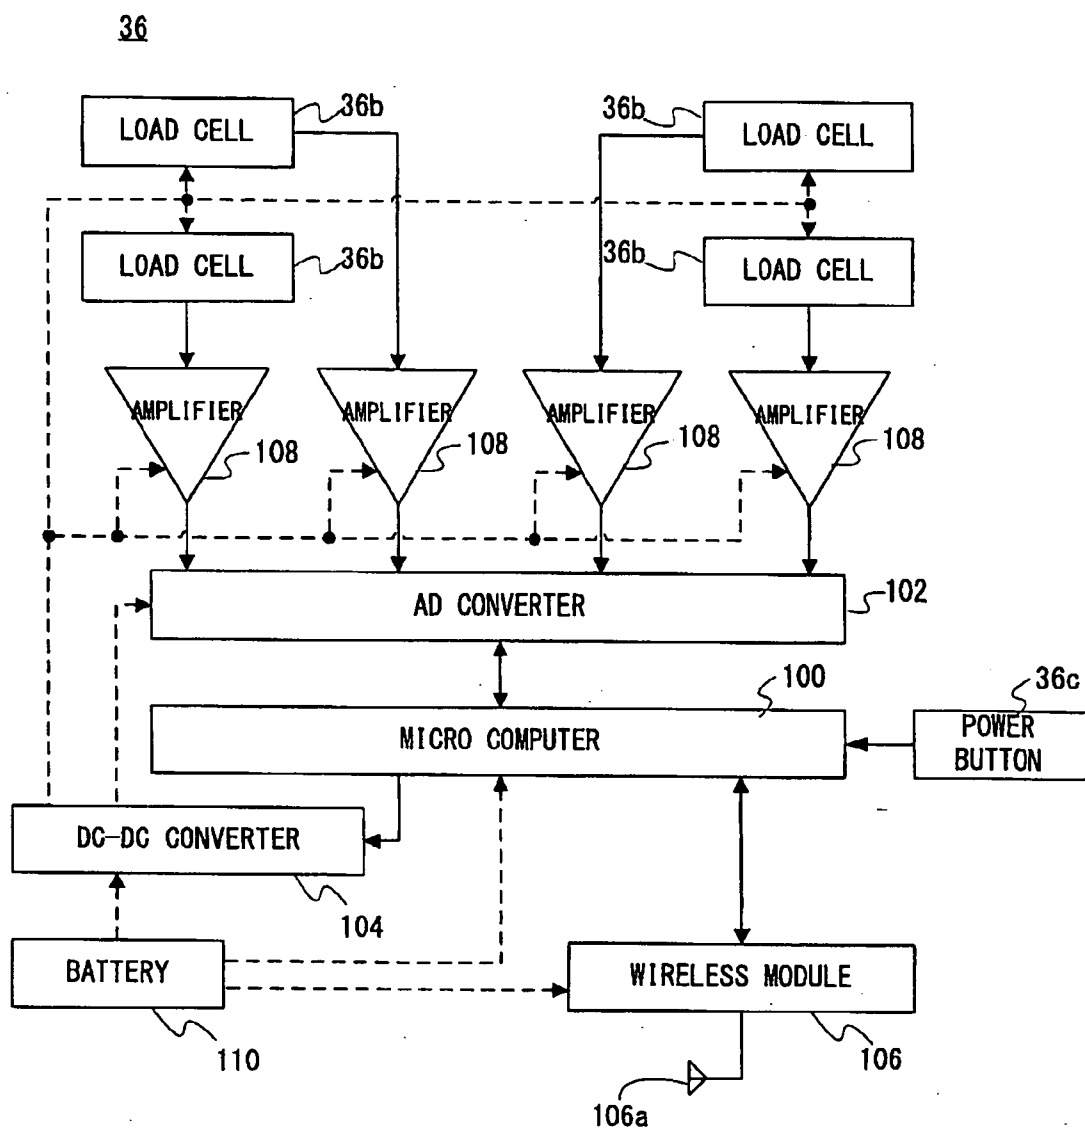 36
LOAD CELL
36b
36b
LOAD CELL
LOAD CELL
36b
36b
LOAD CELL
AMPLIFIER
AMPLIFIER
AMPLIFIER
AMPLIFIER
108
108
108
108
AD CONVERTER
102
100
36c
MICRO COMPUTER
POWER
BUTTON
DC-DC CONVERTER
104
BATTERY
WIRELESS MODULE
110
106
106a